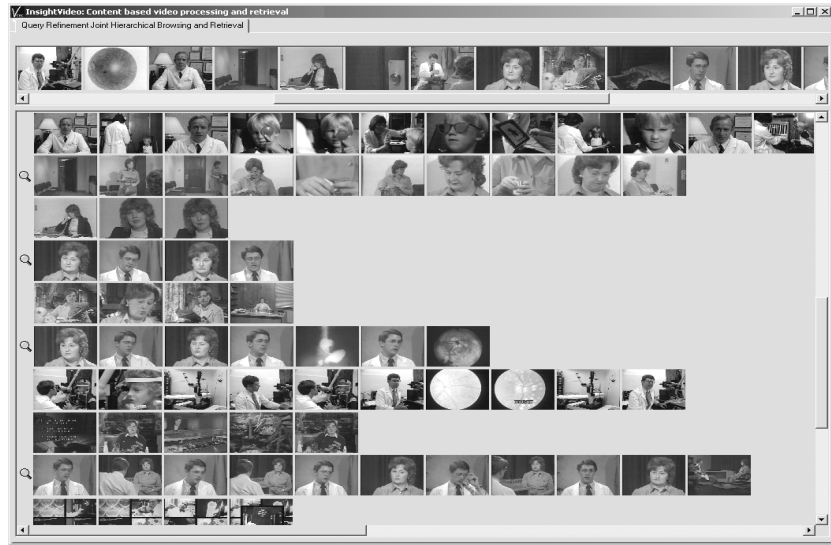 InsightVideo: Content based video processing and retrieval
Query Refinement Joint Hierarchical Browsing and Retrieval